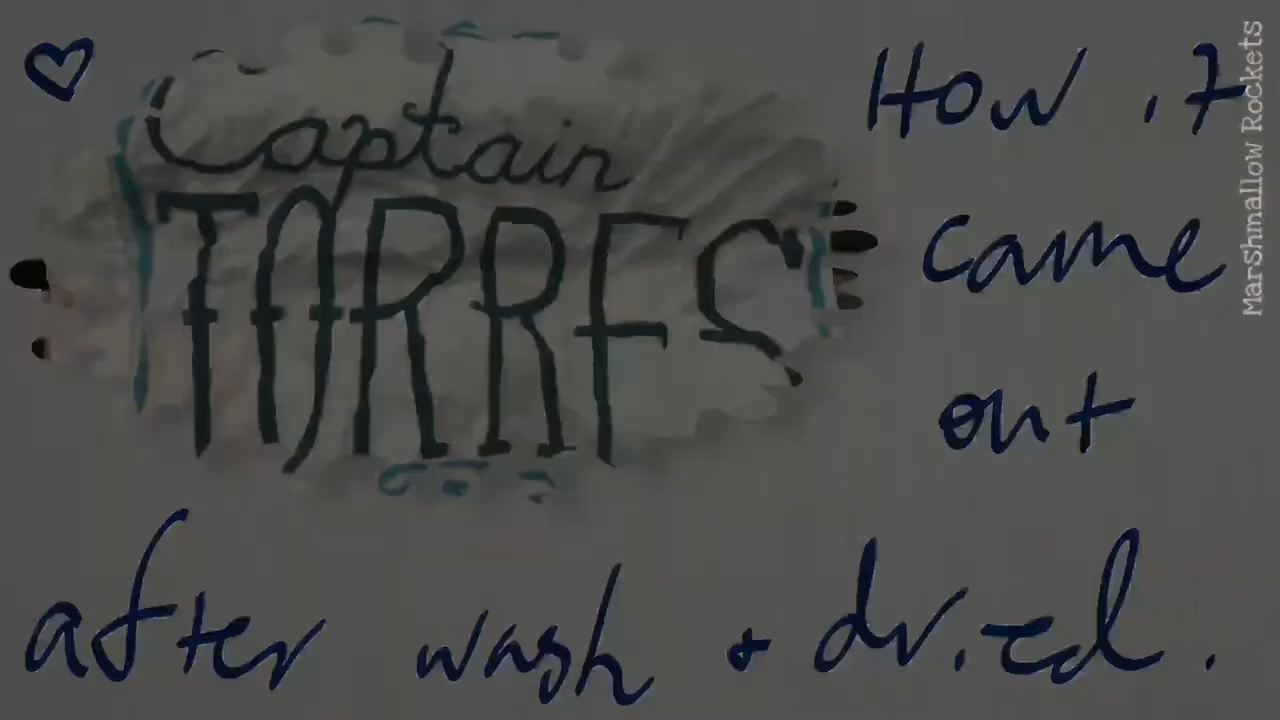 Captain
TORRES
How it
came
out
after wash + dried.
Marshmallow Rockets